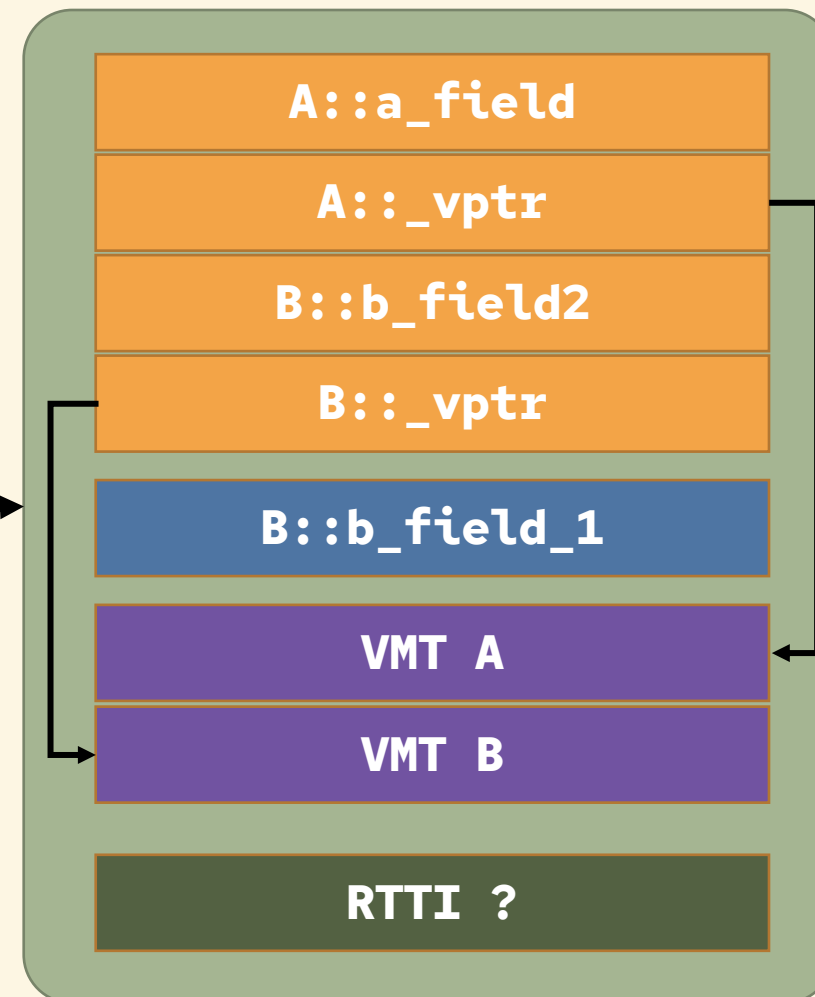 A::a_field
A::_vptr
B::b_field2
B::_vptr
B::b_field_1
VMT A
VMT B
RTTI ?